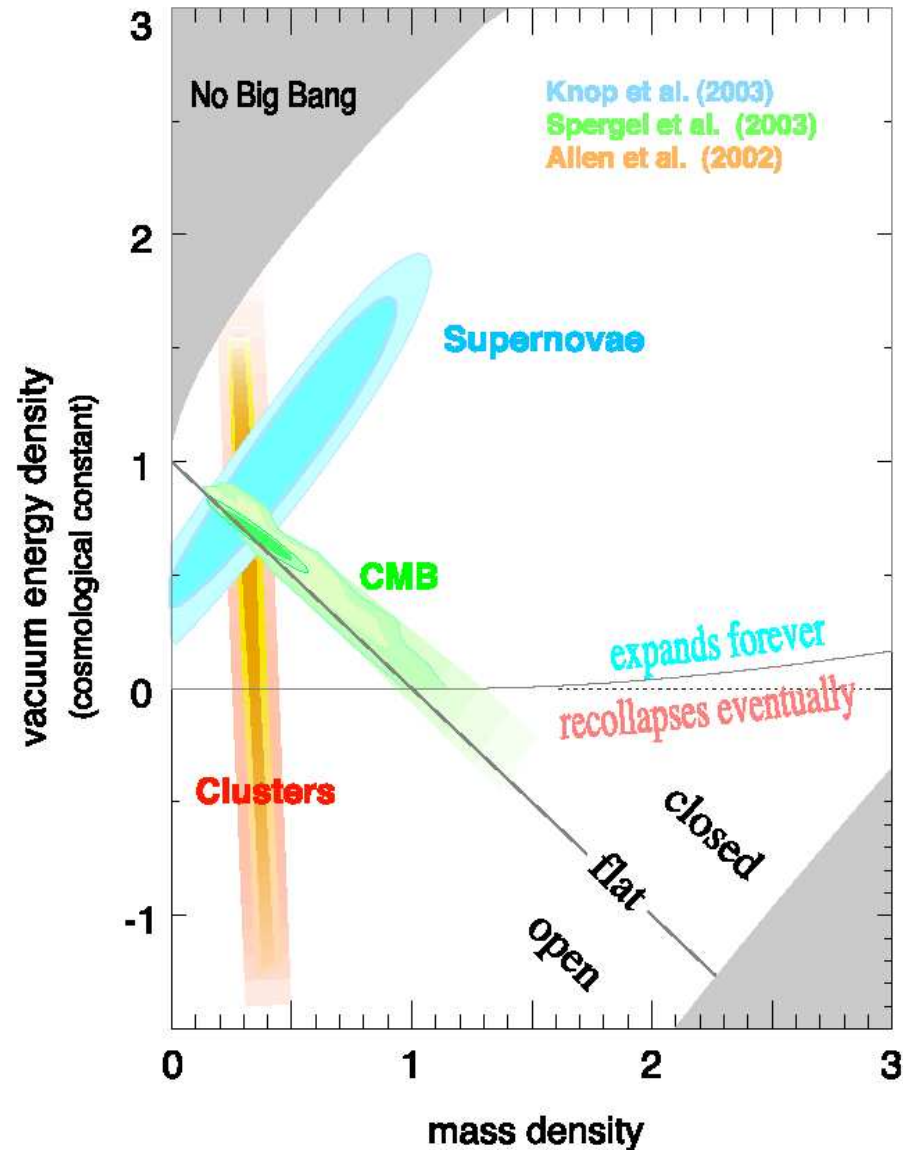 3
No Big Bang
Knop et al. (2003)
Spergel et al. (2003)
Allen et al. (2002)
2
Supernovae
vacuum energy density
(cosmological constant)
1
CMB
expands forever
0
recollapses eventually
Clusters
closed
flat
-1
open
0 1 2 3
mass density